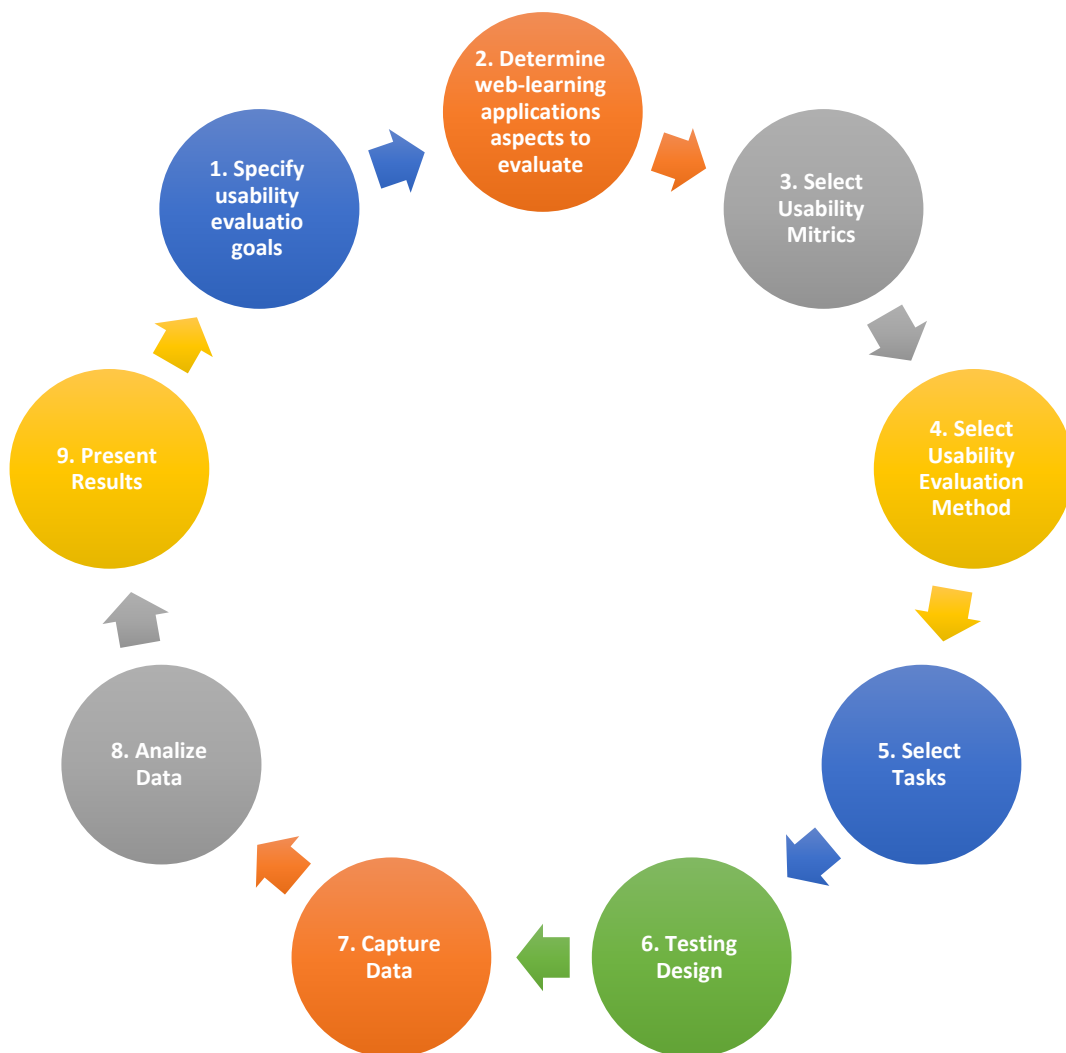 1. Specify
usability
evaluatio
goals
2. Determine
web-learning
applications
aspects to
evaluate
3. Select
Usability
Mitrics
4. Select
Usability
Evaluation
Method
5. Select
Tasks
6. Testing
Design
7. Capture
Data
8. Analize
Data
9. Present
Results